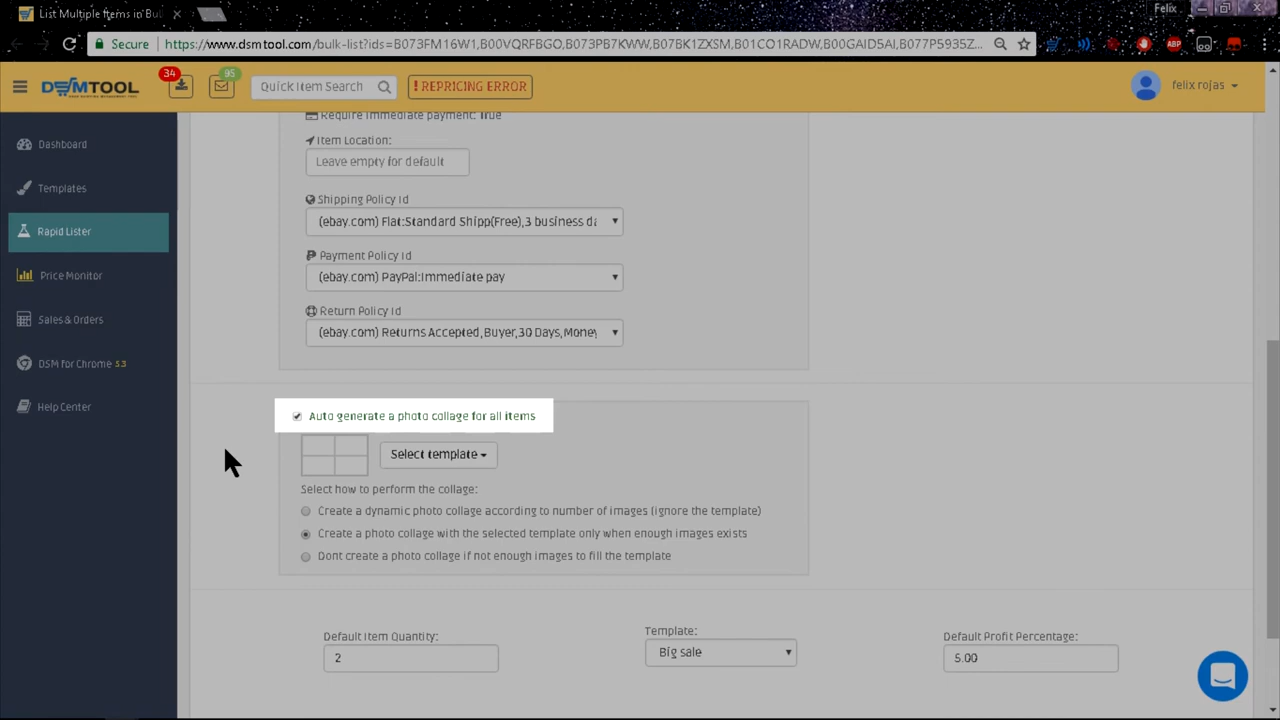 List Multiple Items in Bul
Felix
Secure
https://www.dsmtool.com/bulk-list?ids=B073FM16W1,B00VQRFBGO,B073PB7KWW,B07BK1ZXSM,B01CO1RADW,B00GAID5AI,B077P5935Z...
ABP
DSMTOOL
34
95
Quick Item Search
! REPRICING ERROR
felix rojas
Dashboard
Templates
Rapid Lister
Price Monitor
Sales & Orders
DSM for Chrome 5.3
Help Center
Require Immediate payment: True
Item Location:
Leave empty for default
Shipping Policy Id
(ebay.com) Flat:Standard Shipp(Free),3 business da
Payment Policy Id
(ebay.com) PayPal:Immediate pay
Return Policy Id
(ebay.com) Returns Accepted,Buyer,30 Days,Money
Auto generate a photo collage for all items
Select template
Select how to perform the collage:
Create a dynamic photo collage according to number of images (ignore the template)
Create a photo collage with the selected template only when enough images exists
Dont create a photo collage if not enough images to fill the template
Default Item Quantity:
2
Template:
Big sale
Default Profit Percentage:
5.00